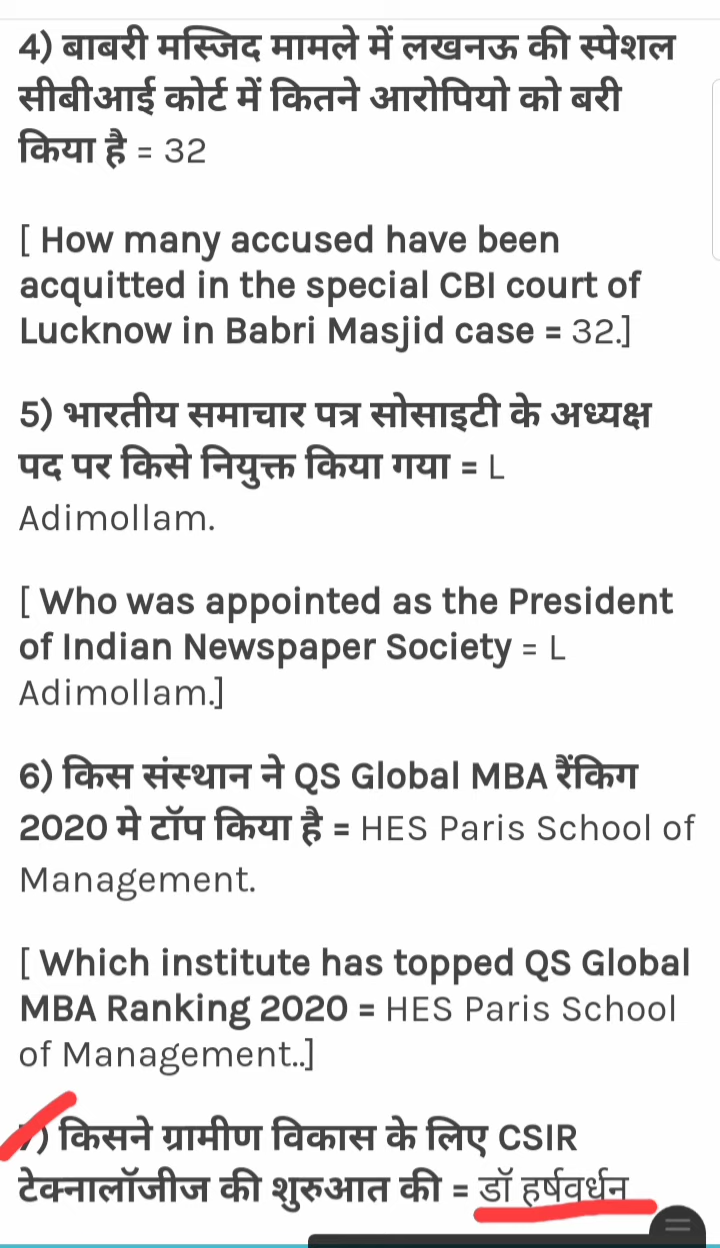 4) बाबरी मस्जिद मामले में लखनऊ की स्पेशल
सीबीआई कोर्ट में कितने आरोपियो को बरी
किया है = 32
[ How many accused have been
acquitted in the special CBI court of
Lucknow in Babri Masjid case = 32.]
5) भारतीय समाचार पत्र सोसाइटी के अध्यक्ष
पद पर किसे नियुक्त किया गया = L
Adimollam.
[ Who was appointed as the President
of Indian Newspaper Society = L
Adimollam.]
6) किस संस्थान ने QS Global MBA रैंकिग
2020 मे टॉप किया है = HES Paris School of
Management.
[ Which institute has topped QS Global
MBA Ranking 2020 = HES Paris School
of Management..]
7) किसने ग्रामीण विकास के लिए CSIR
टेक्नालॉजीज की शुरुआत की = डॉ हर्षवर्धन